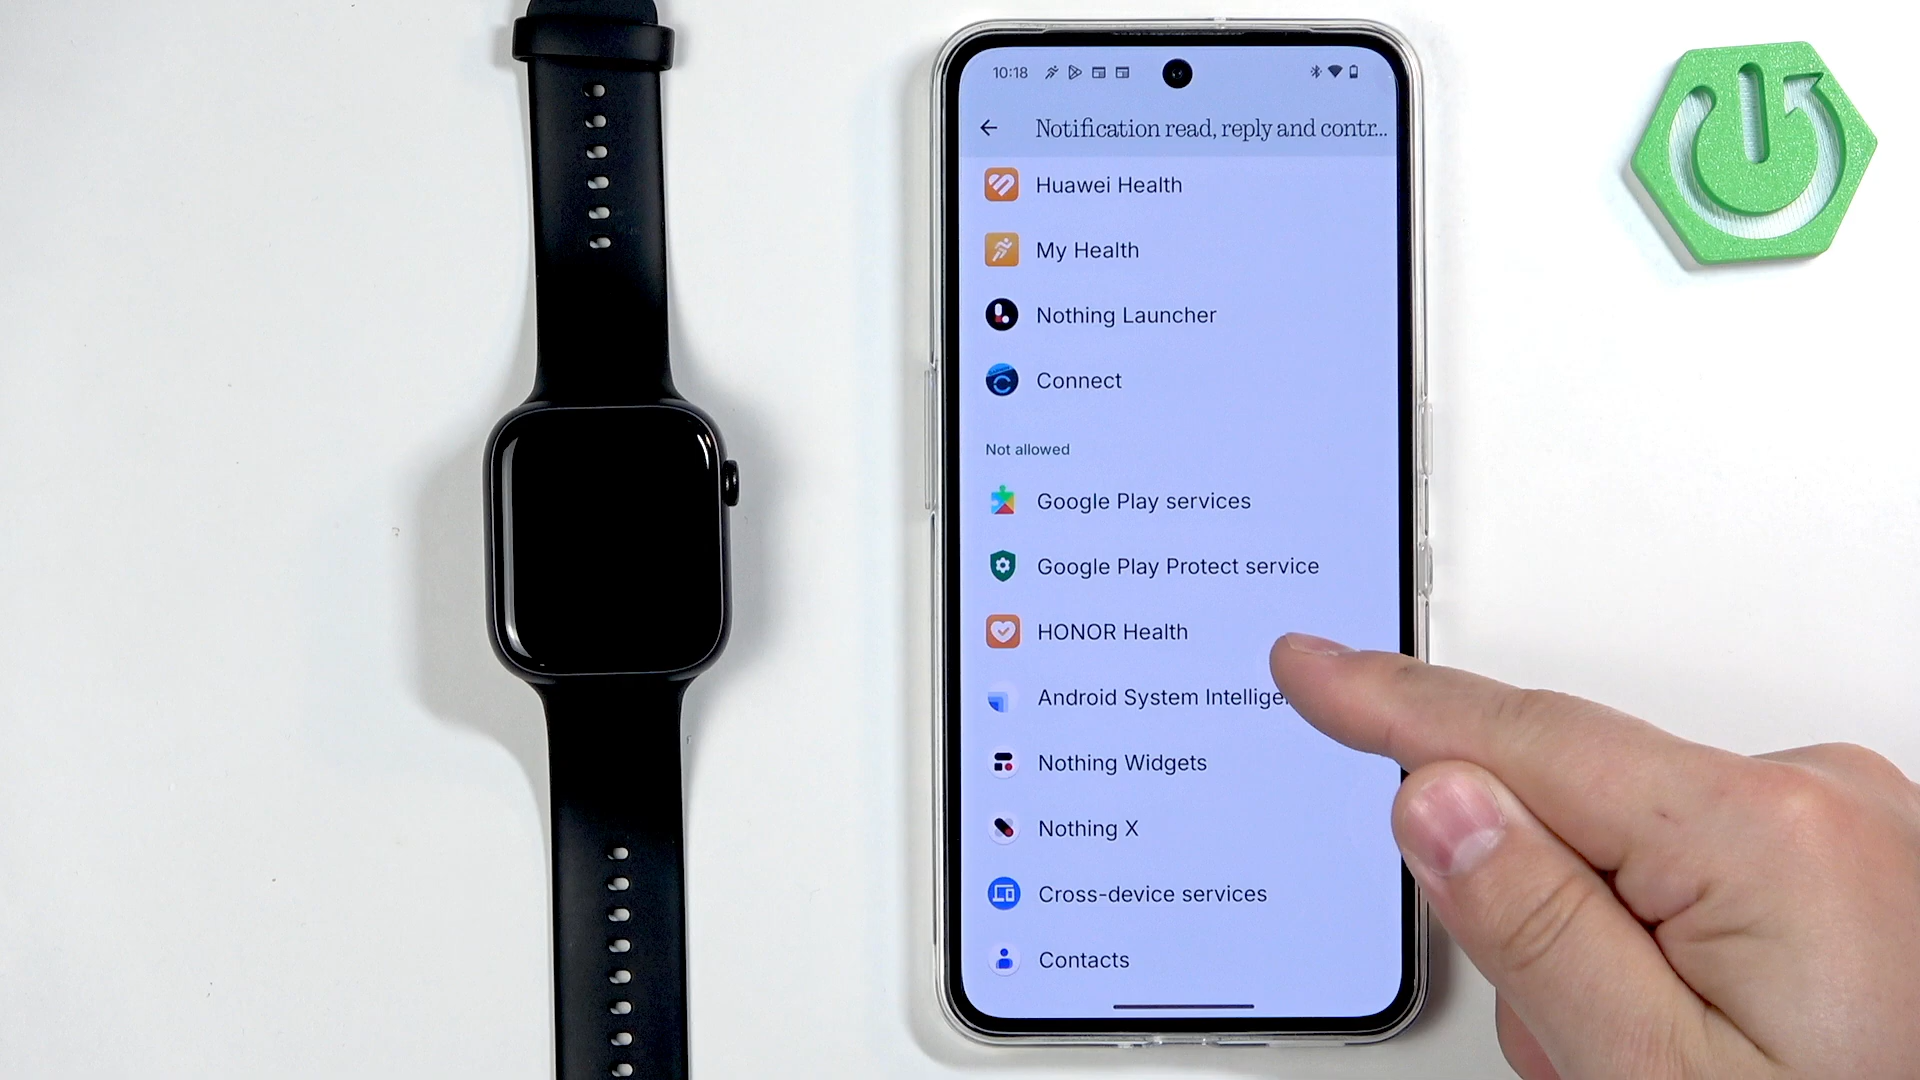 10:18
Notification read, reply and contr...
Huawei Health
My Health
Nothing Launcher
Connect
Not allowed
Google Play services
Google Play Protect service
HONOR Health
Android System Intellige
Nothing Widgets
Nothing X
Cross-device services
Contacts